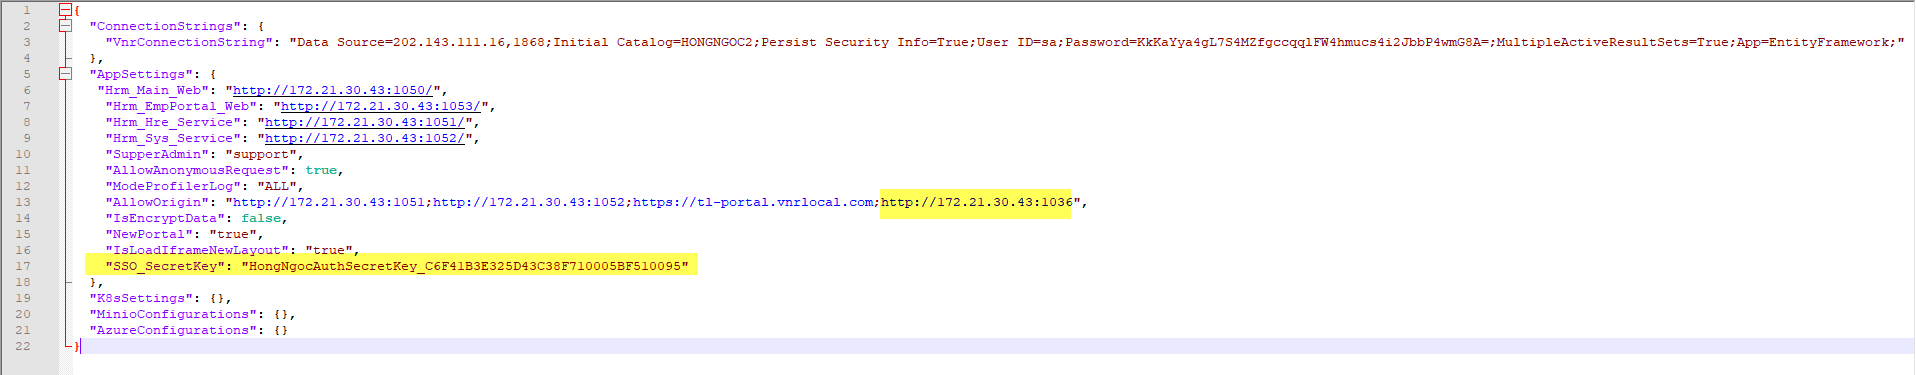 1 {
2 "ConnectionStrings": {
3 "VnrConnectionString": "Data Source=202.143.111.16,1868;Initial Catalog=HONGNGOC2;Persist Security Info=True;User ID=sa;Password=KkKaYya4gL7S4MZfgccqqlFW4hmucs4i2JbbP4wmG8A=;MultipleActiveResultSets=True;App=EntityFramework;"
4 },
5 "AppSettings": {
6 "Hrm_Main_Web": "http://172.21.30.43:1050/",
7 "Hrm_EmpPortal_Web": "http://172.21.30.43:1053/",
8 "Hrm_Hre_Service": "http://172.21.30.43:1051/",
9 "Hrm_Sys_Service": "http://172.21.30.43:1052/",
10 "SupperAdmin": "support",
11 "AllowAnonymousRequest": true,
12 "ModeProfilerLog": "ALL",
13 "AllowOrigin": "http://172.21.30.43:1051;http://172.21.30.43:1052;https://tl-portal.vnrlocal.com;http://172.21.30.43:1036",
14 "IsEncryptData": false,
15 "NewPortal": "true",
16 "IsLoadIframeNewLayout": "true",
17 "SSO_SecretKey": "HongNgocAuthSecretKey_C6F41B3E325D43C38F710005BF510095"
18 },
19 "K8sSettings": {},
20 "MinioConfigurations": {},
21 "AzureConfigurations": {}
22 }